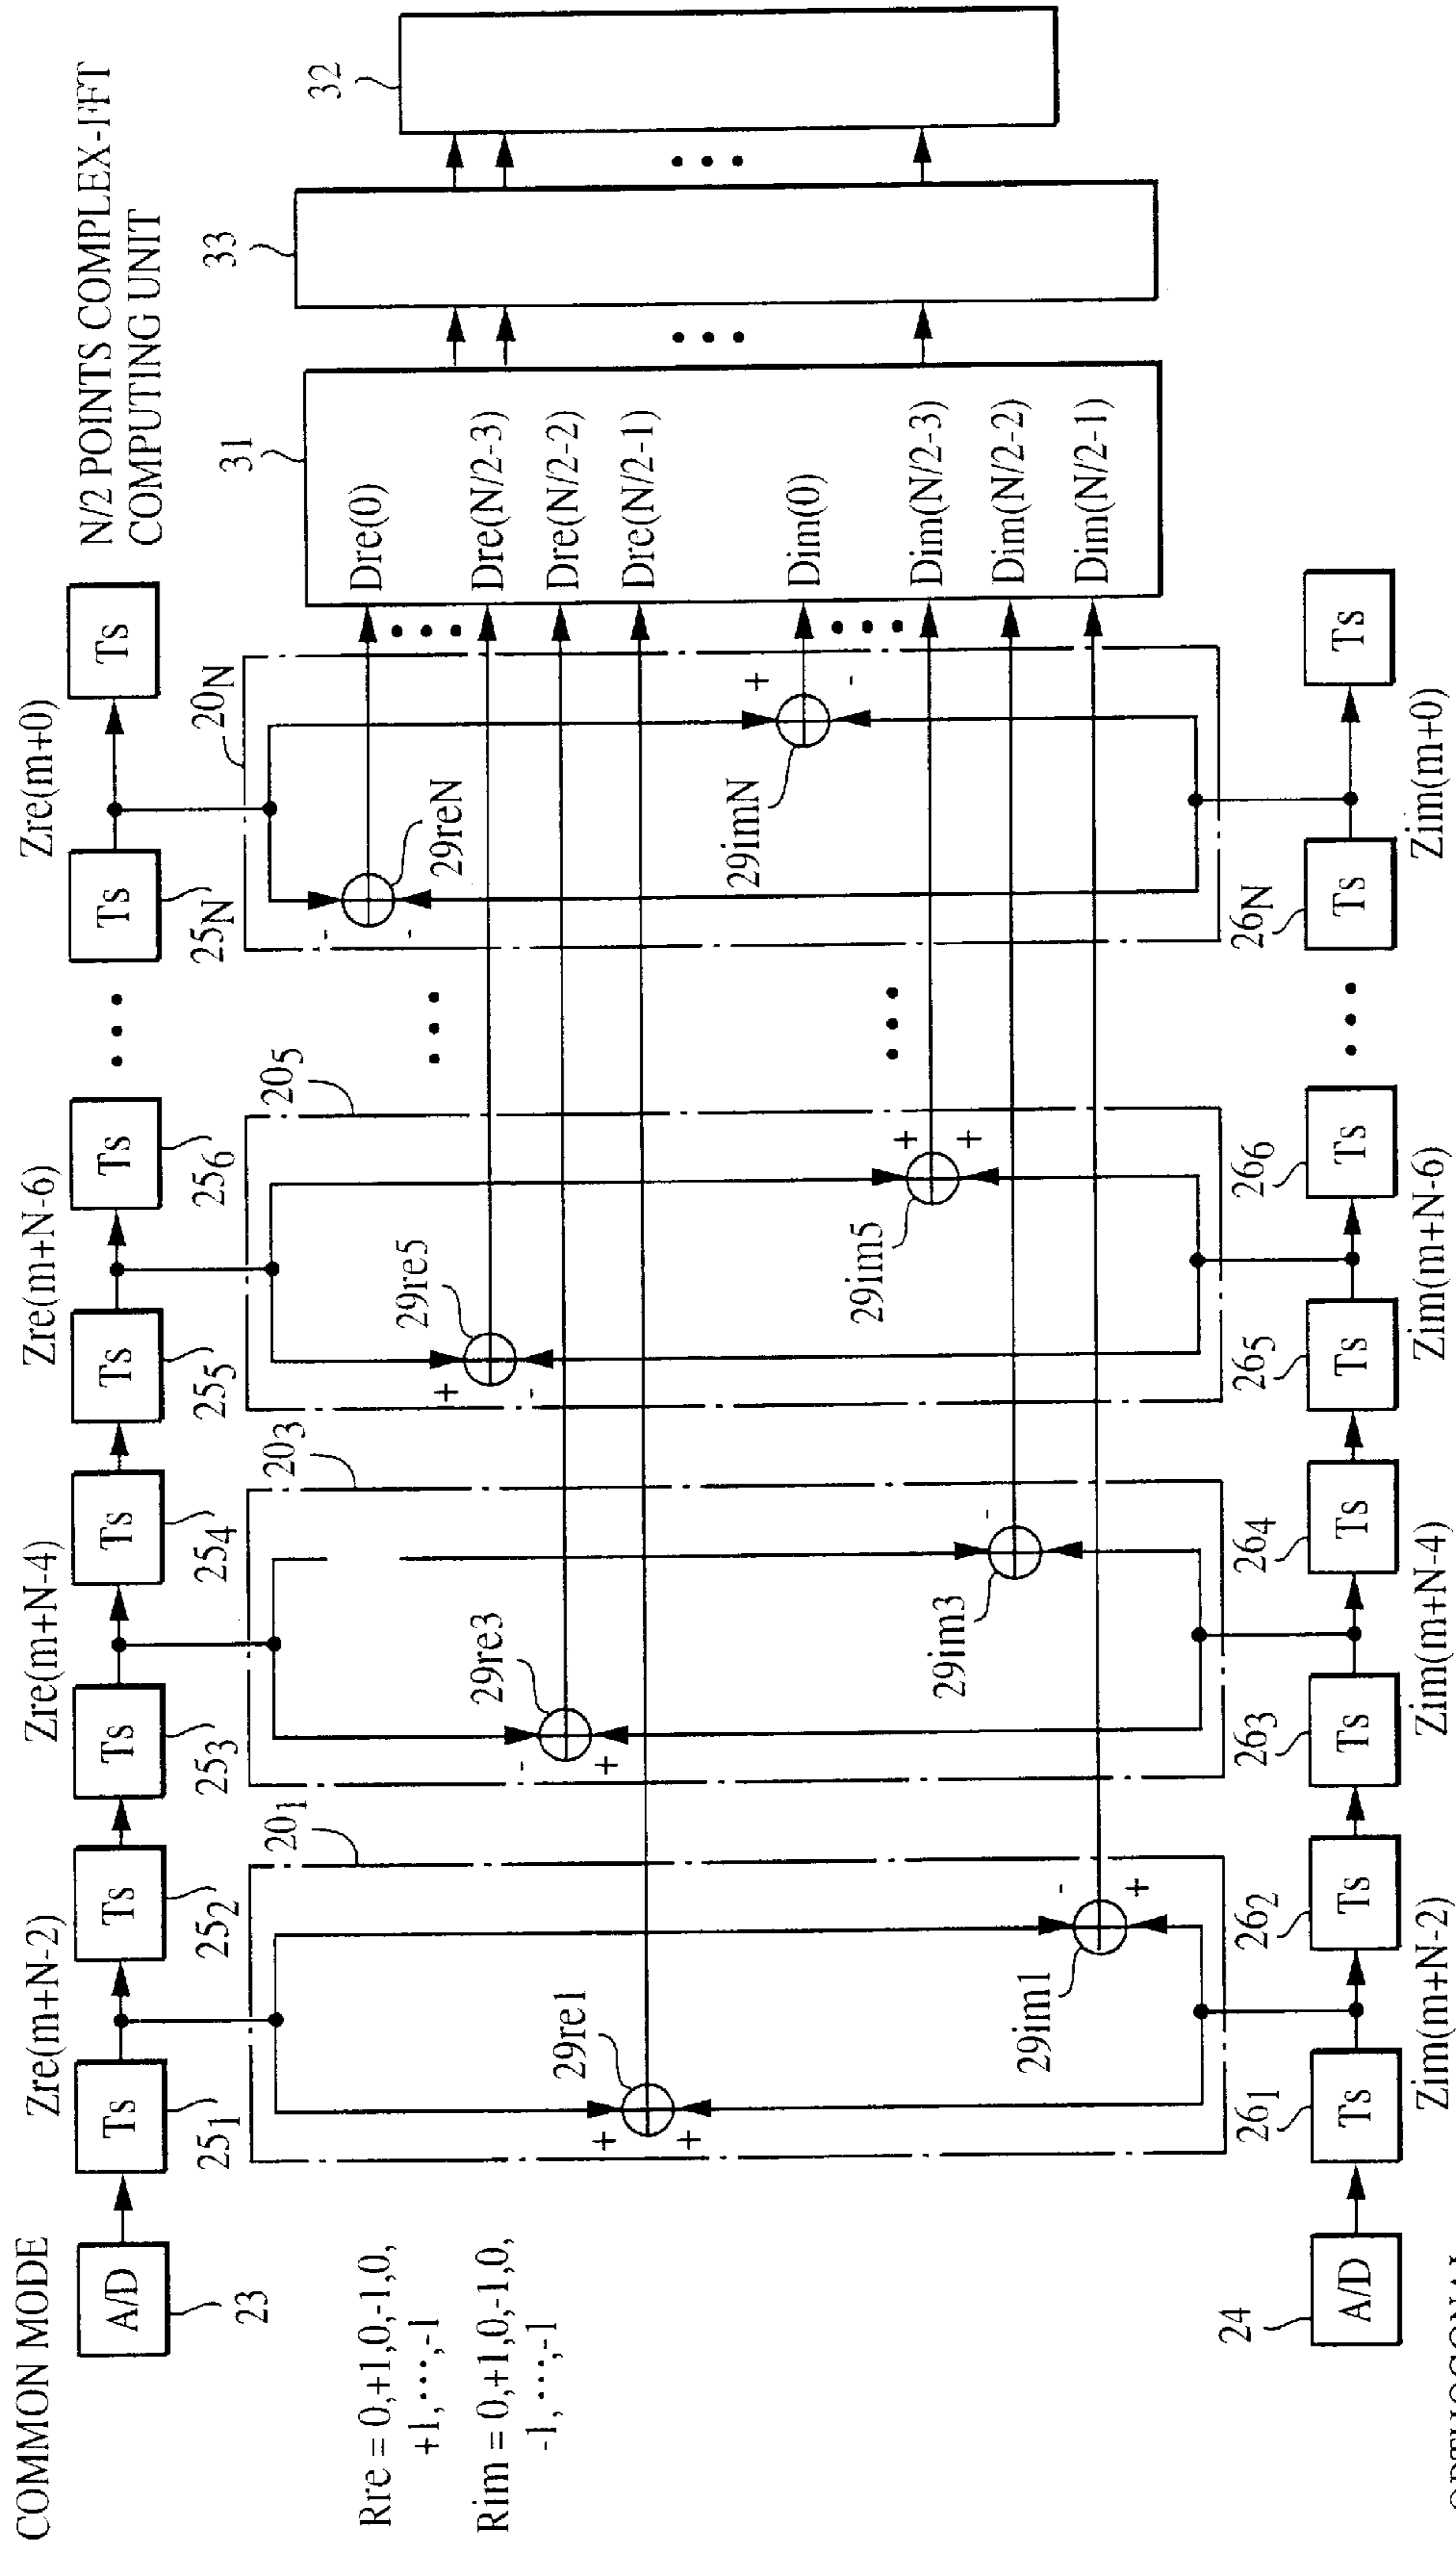 COMMON MODE
A/D
23
Ts
25₁
Zre(m+N-2)
Ts
25₂
Ts
25₃
Zre(m+N-4)
Ts
25₄
Ts
25₅
Zre(m+N-6)
Ts
25₆
Ts
25N
Zre(m+0)
Ts
N/2 POINTS COMPLEX-FFT
COMPUTING UNIT
Rre = 0,+1,0,-1,0,
+1,•••,-1
Rim = 0,+1,0,-1,0,
-1,•••,-1
20₁
29re1
+
+
29im1
-
+
20₃
29re3
-
+
29im3
-
20₅
29re5
+
-
29im5
+
+
20N
29reN
-
-
29imN
+
-
31
Dre(0)
Dre(N/2-3)
Dre(N/2-2)
Dre(N/2-1)
Dim(0)
Dim(N/2-3)
Dim(N/2-2)
Dim(N/2-1)
33
32
24
A/D
26₁
Ts
Zim(m+N-2)
26₂
Ts
26₃
Ts
Zim(m+N-4)
26₄
Ts
26₅
Ts
Zim(m+N-6)
26₆
Ts
26N
Ts
Zim(m+0)
Ts